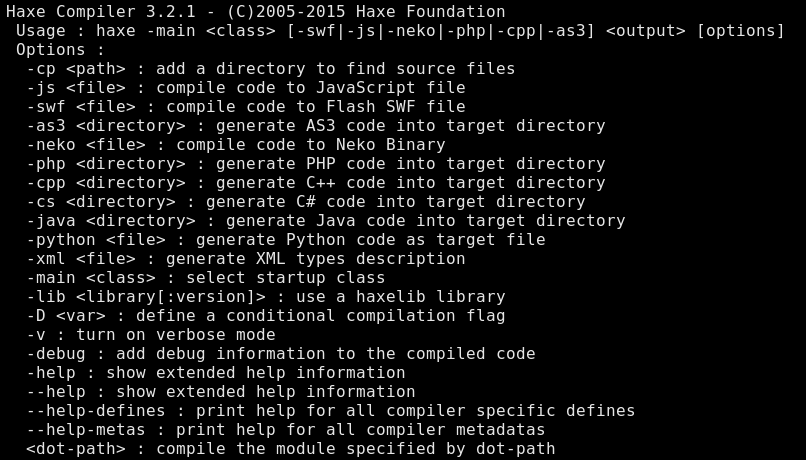 Haxe Compiler 3.2.1 - (C)2005-2015 Haxe Foundation
Usage : haxe -main <class> [-swf|-js|-neko|-php|-cpp|-as3] <output> [options]
Options :
-cp <path> : add a directory to find source files
-js <file> : compile code to JavaScript file
-swf <file> : compile code to Flash SWF file
-as3 <directory> : generate AS3 code into target directory
-neko <file> : compile code to Neko Binary
-php <directory> : generate PHP code into target directory
-cpp <directory> : generate C++ code into target directory
-cs <directory> : generate C# code into target directory
-java <directory> : generate Java code into target directory
-python <file> : generate Python code as target file
-xml <file> : generate XML types description
-main <class> : select startup class
-lib <library[:version]> : use a haxelib library
-D <var> : define a conditional compilation flag
-v : turn on verbose mode
-debug : add debug information to the compiled code
-help : show extended help information
--help : show extended help information
--help-defines : print help for all compiler specific defines
--help-metas : print help for all compiler metadatas
<dot-path> : compile the module specified by dot-path